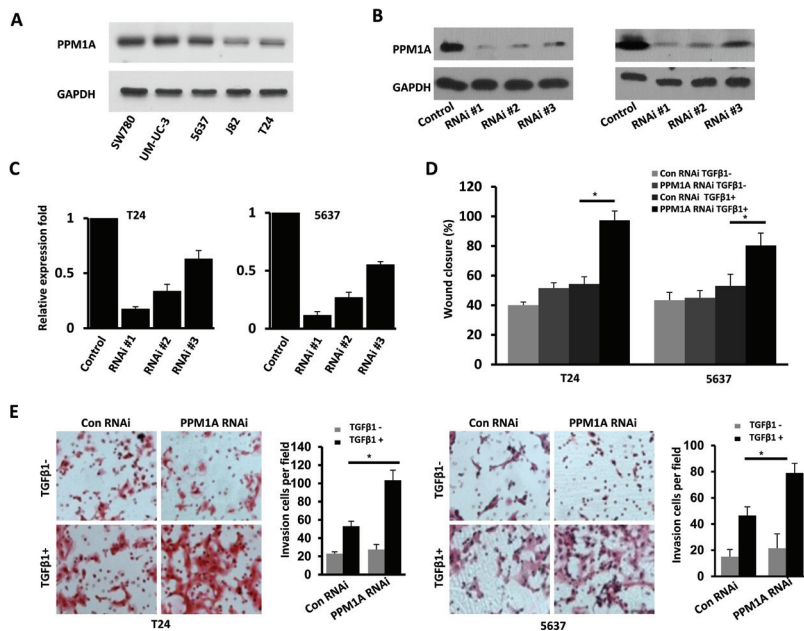 A
PPM1A
GAPDH
SW780
UM-UC-3
5637
J82
T24
B
PPM1A
GAPDH
Control
RNAi #1
RNAi #2
RNAi #3
Control
RNAi #1
RNAi #2
RNAi #3
C
Relative expression fold
1
0.5
0
T24
Control
RNAi #1
RNAi #2
RNAi #3
1
0.5
0
5637
Control
RNAi #1
RNAi #2
RNAi #3
D
Con RNAi TGFβ1-
PPM1A RNAi TGFβ1-
Con RNAi TGFβ1+
PPM1A RNAi TGFβ1+
Wound closure (%)
120
100
80
60
40
20
0
*
*
T24
5637
E
Con RNAi
PPM1A RNAi
TGFβ1-
TGFβ1+
T24
TGFβ1 -
TGFβ1 +
Invasion cells per field
140
120
100
80
60
40
20
0
*
Con RNAi
PPM1A RNAi
Con RNAi
PPM1A RNAi
TGFβ1-
TGFβ1+
5637
TGFβ1 -
TGFβ1 +
Invasion cells per field
100
80
60
40
20
0
*
Con RNAi
PPM1A RNAi